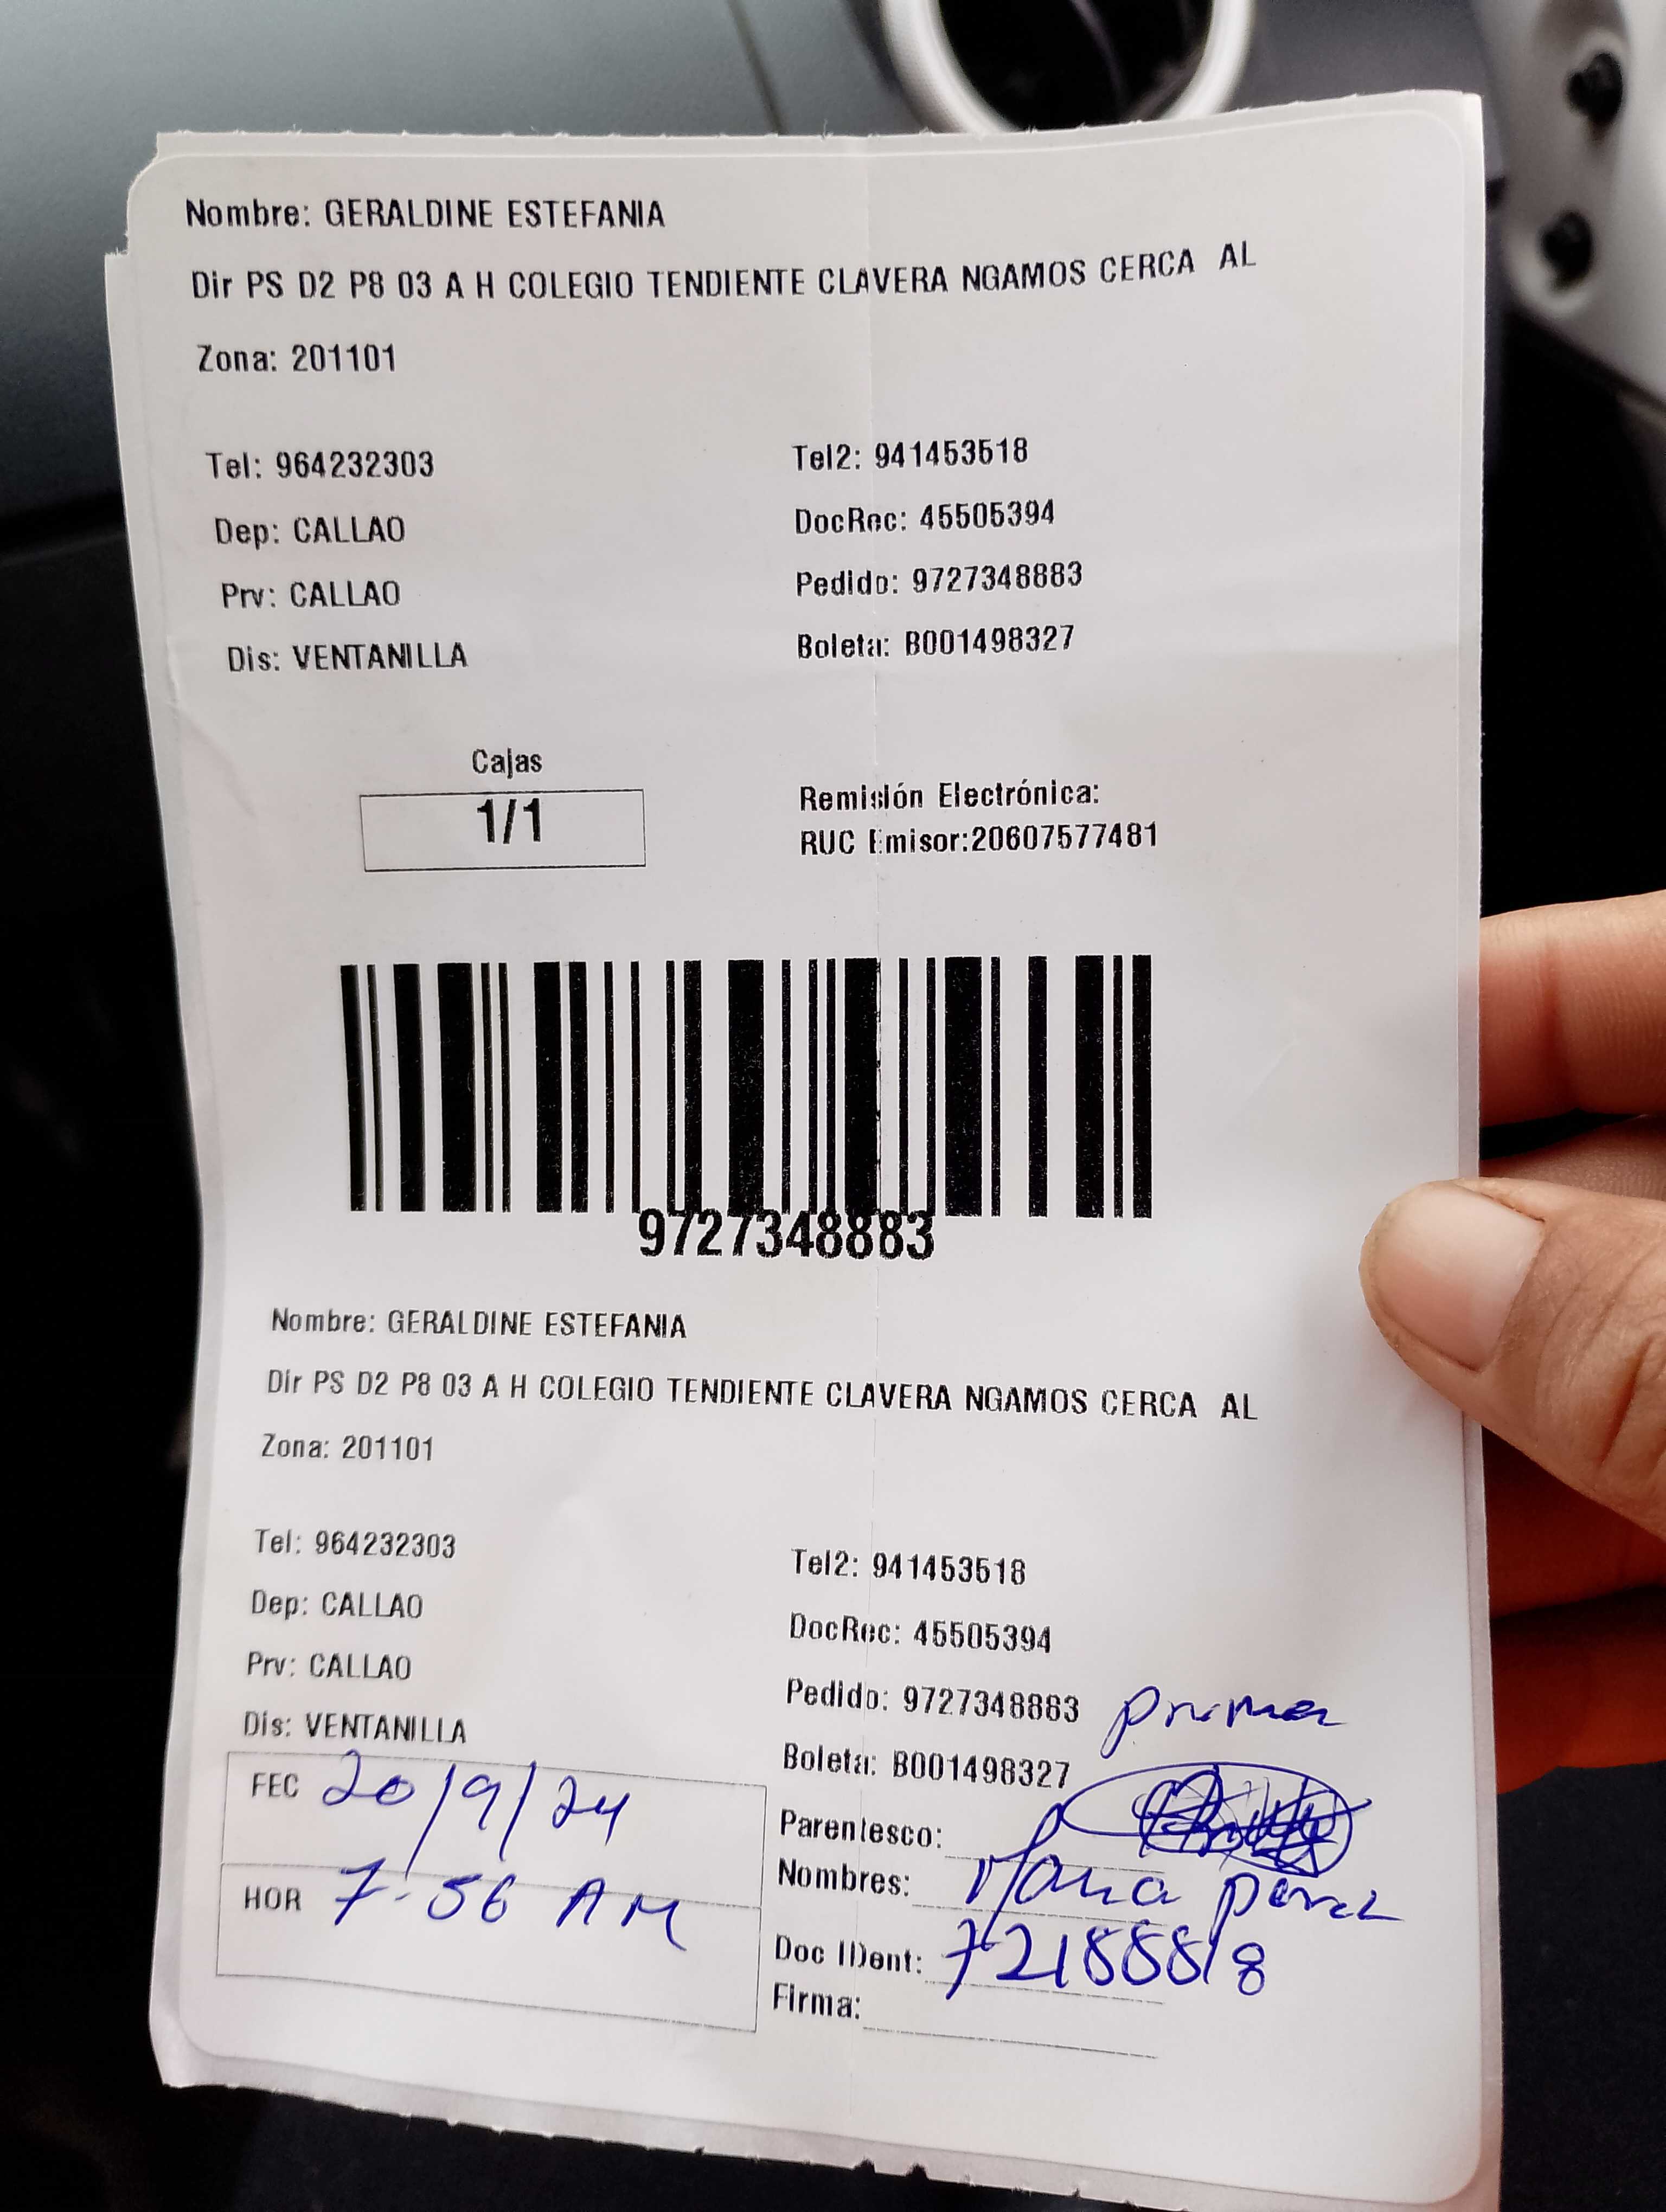 Nombre: GERALDINE ESTEFANIA
Dir PS D2 P8 03 A H COLEGIO TENDIENTE CLAVERA NGAMOS CERCA AL
Zona: 201101
Tel: 964232303
Tel2: 941453518
Dep: CALLAO
DocRec: 45505394
Prv: CALLAO
Pedido: 9727348883
Dis: VENTANILLA
Boleta: B001498327
Cajas
1/1
Remisión Electrónica:
RUC Emisor:20607577481
9727348883
Nombre: GERALDINE ESTEFANIA
Dir PS D2 P8 03 A H COLEGIO TENDIENTE CLAVERA NGAMOS CERCA AL
Zona: 201101
Tel: 964232303
Tel2: 941453518
Dep: CALLAO
DocRec: 45505394
Prv: CALLAO
Pedido: 9727348883
Dis: VENTANILLA
Boleta: B001498327
FEC 20/9/24
Parentesco:
Nombres: Maria perez
HOR 7-56 AM
Doc IDent: 72188818
Firma: